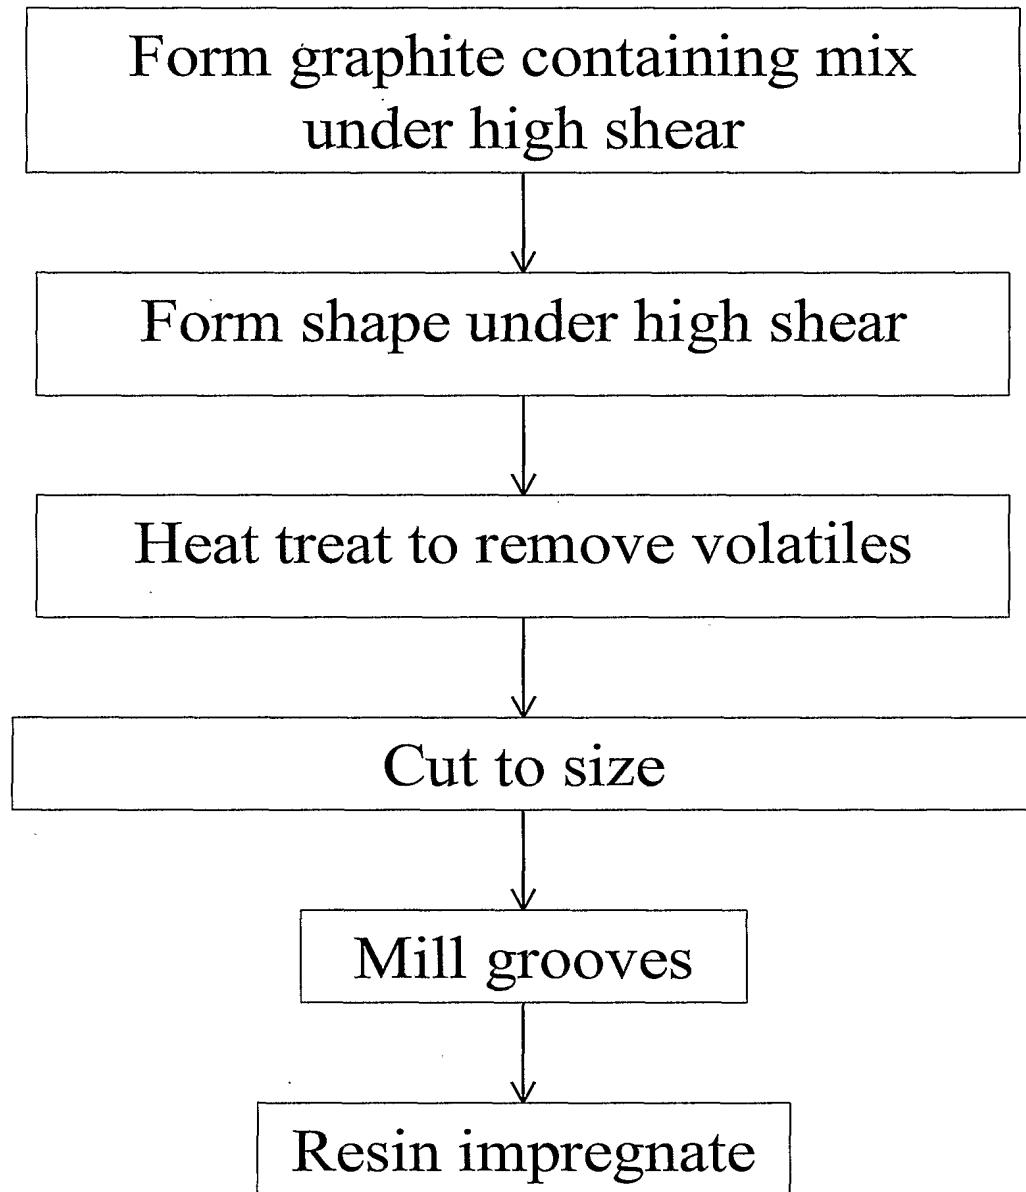 Form graphite containing mix
under high shear
Form shape under high shear
Heat treat to remove volatiles
Cut to size
Mill grooves
Resin impregnate